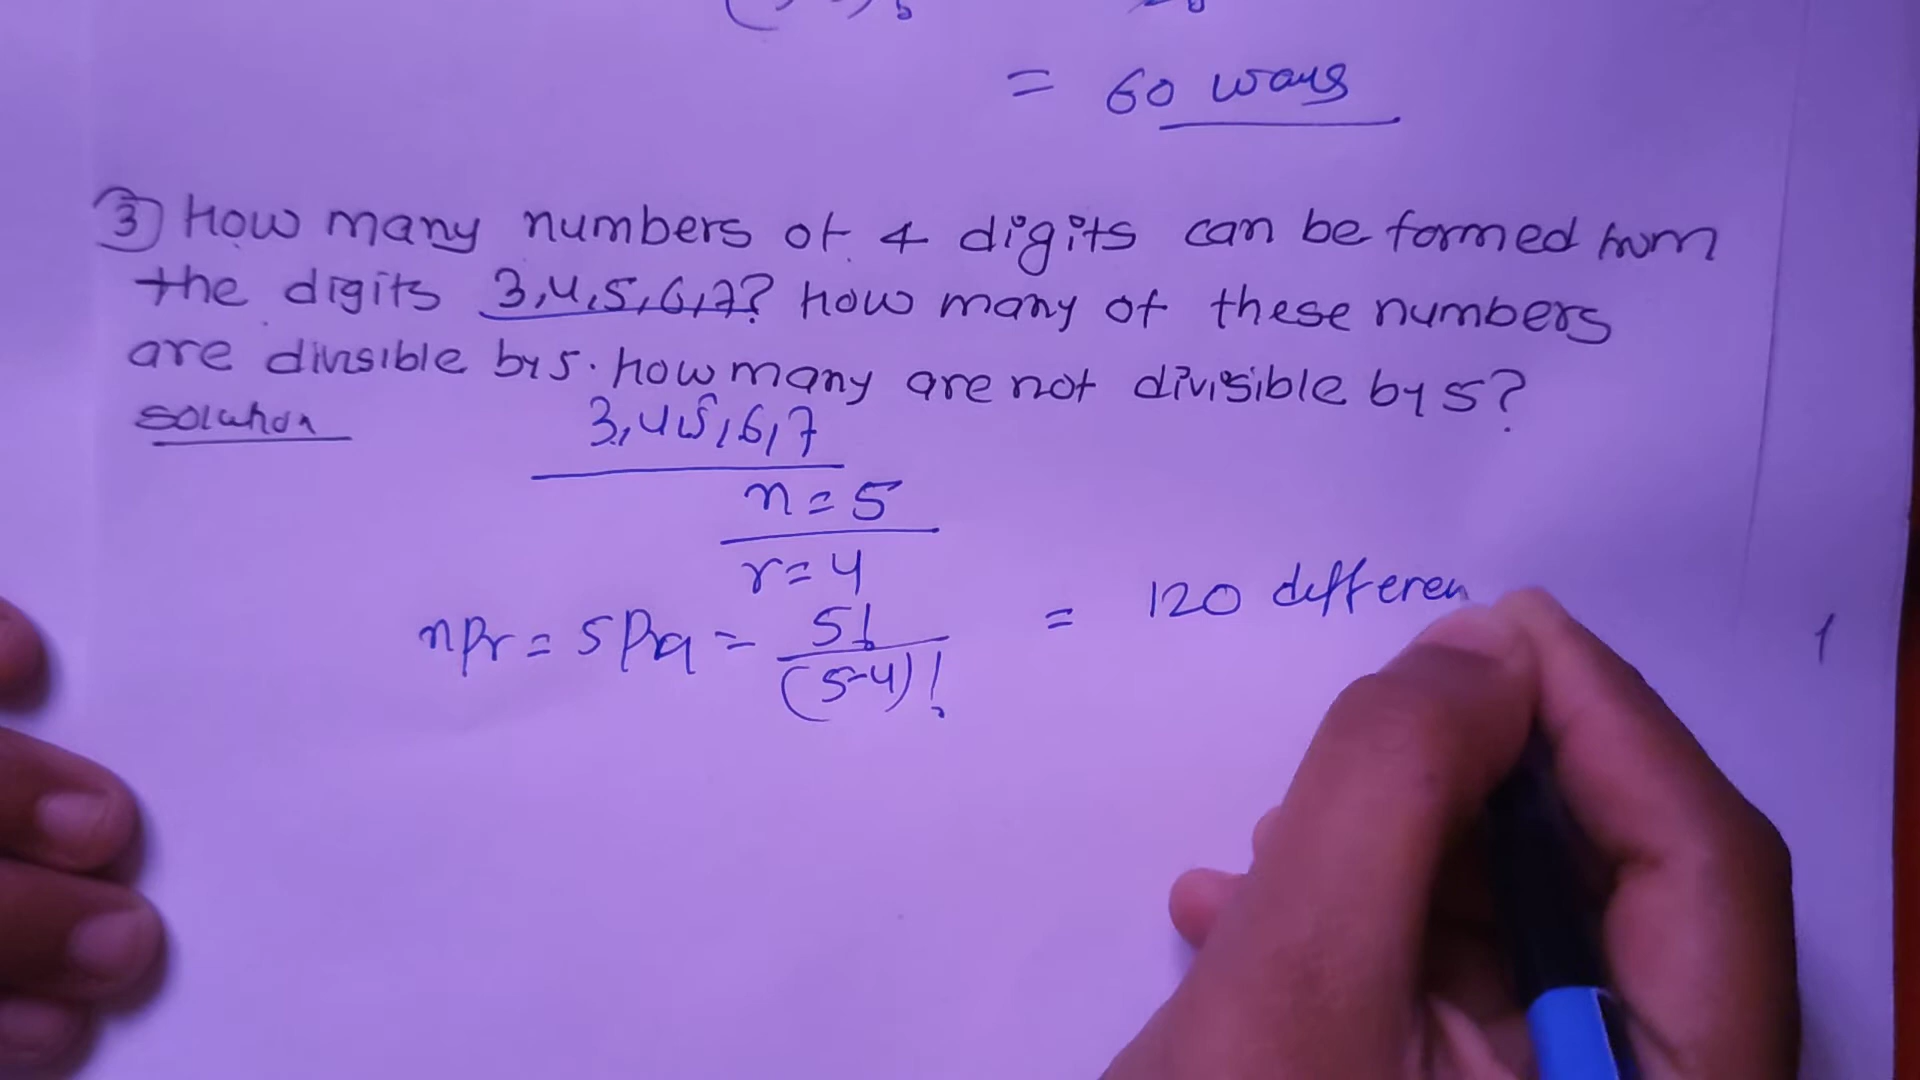 = 60 ways
③ How many numbers of 4 digits can be formed from
the digits 3,4,5,6,7? how many of these numbers
are divisible by 5. how many are not divisible by 5?
solution
3,4,5,6,7
n=5
r=4
nPr = 5P4 = 5! / (5-4)! = 120 differen